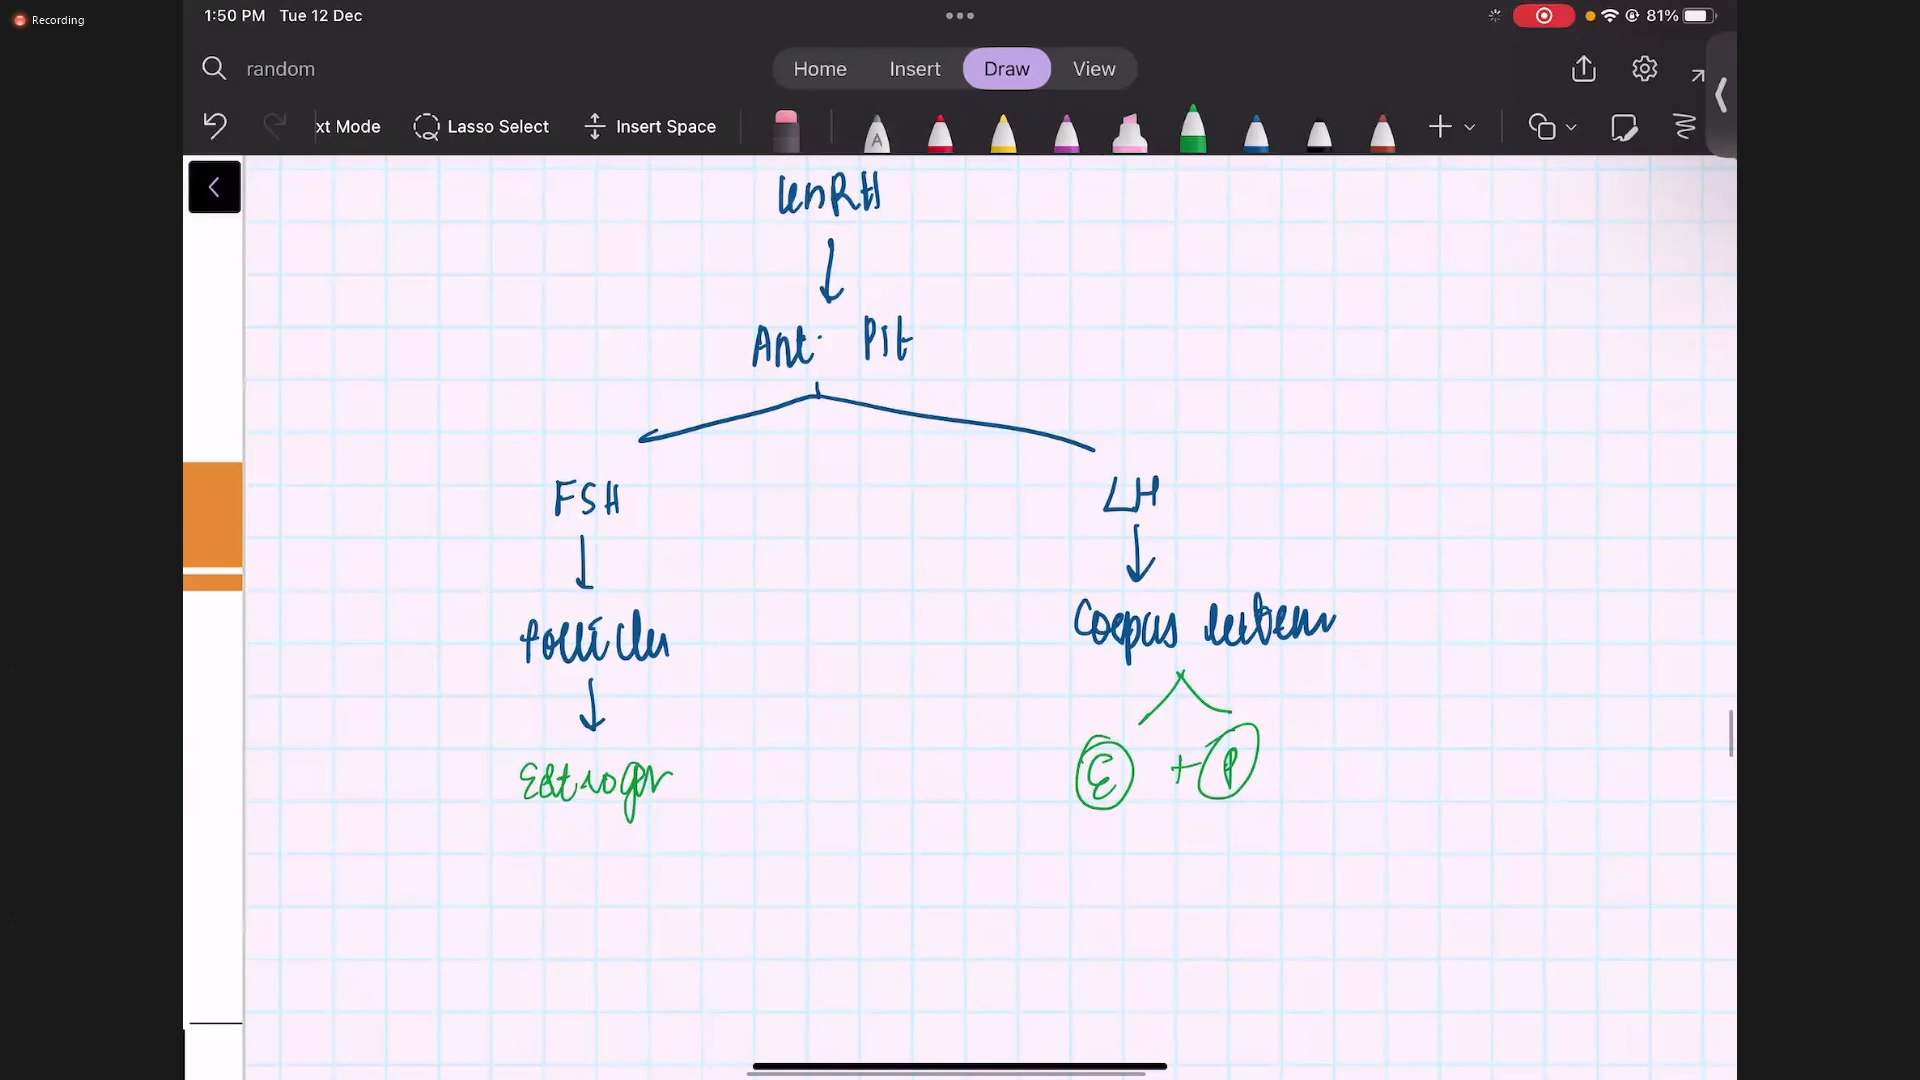 Recording
1:50 PM Tue 12 Dec
81%
random
Home Insert Draw View
xt Mode Lasso Select Insert Space
A
GnRH
Ant. Pit
FSH LH
follicles Corpus luteum
Estrogen E + P